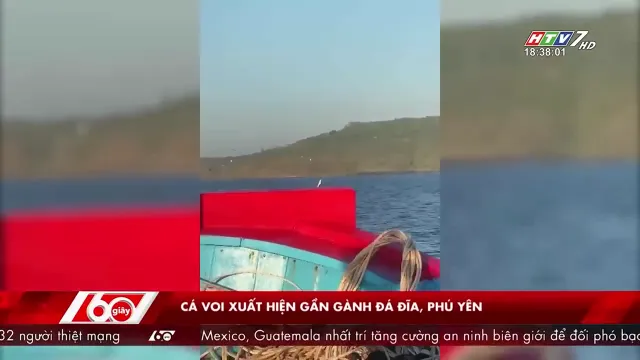 HTV7 HD
18:38:01
60 giây
CÁ VOI XUẤT HIỆN GẦN GÀNH ĐÁ ĐĨA, PHÚ YÊN
32 người thiệt mạng
Mexico, Guatemala nhất trí tăng cường an ninh biên giới để đối phó bạ